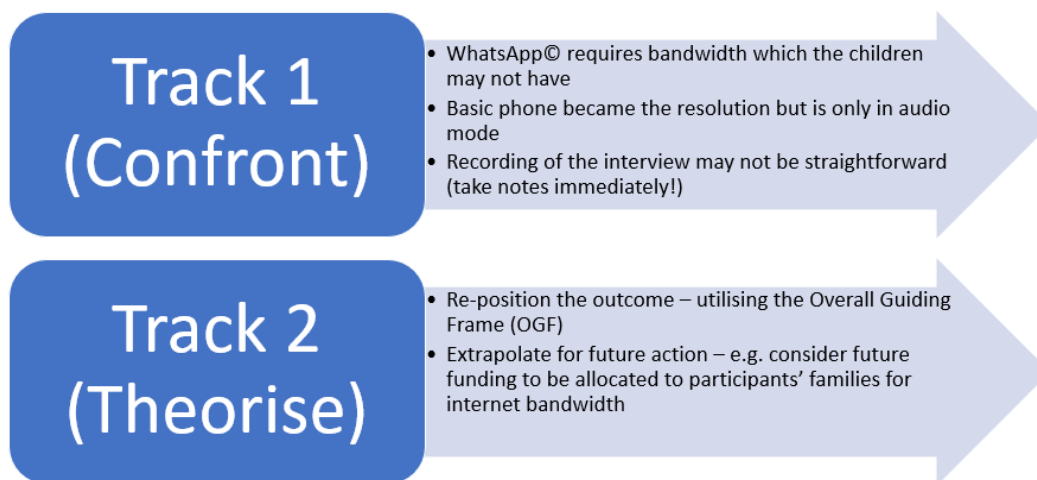 Track 1
(Confront)
• WhatsApp© requires bandwidth which the children
may not have
• Basic phone became the resolution but is only in audio
mode
• Recording of the interview may not be straightforward
(take notes immediately!)
Track 2
(Theorise)
• Re-position the outcome – utilising the Overall Guiding
Frame (OGF)
• Extrapolate for future action – e.g. consider future
funding to be allocated to participants’ families for
internet bandwidth